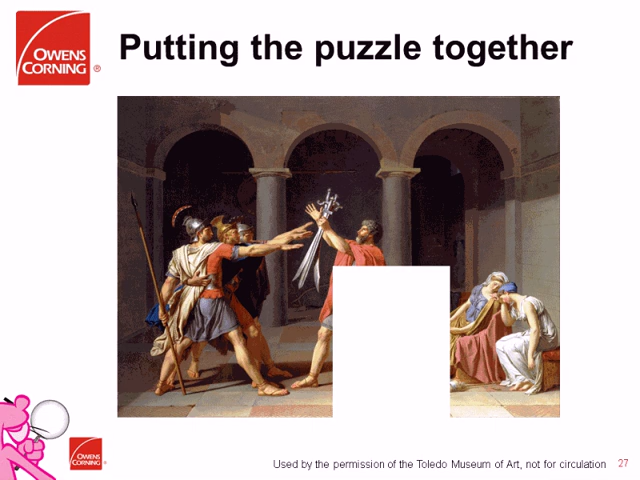 OWENS
CORNING
®
Putting the puzzle together
OWENS
CORNING
Used by the permission of the Toledo Museum of Art, not for circulation
27